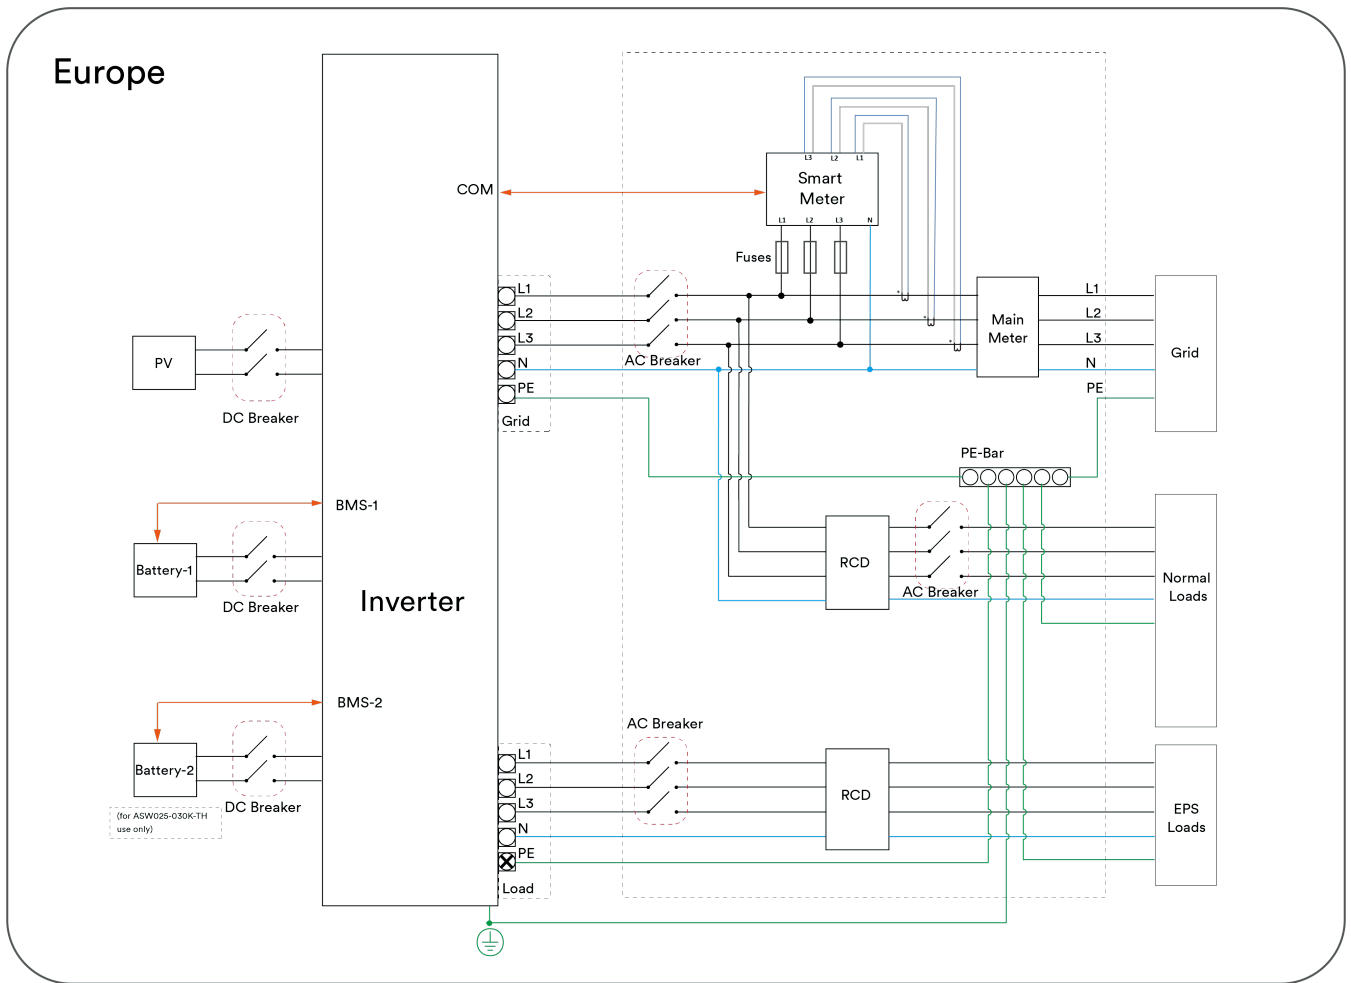 Europe
L3 L2 L1
Smart
Meter
COM
L1 L2 L3 N
Fuses
L1
L2
L3
N
PE
Grid
AC Breaker
Main
Meter
L1
L2
L3
N
PE
Grid
PV
DC Breaker
PE-Bar
BMS-1
Battery-1
DC Breaker
Inverter
RCD
AC Breaker
Normal
Loads
BMS-2
Battery-2
DC Breaker
(for ASW025-030K-TH
use only)
AC Breaker
L1
L2
L3
N
PE
Load
RCD
EPS
Loads